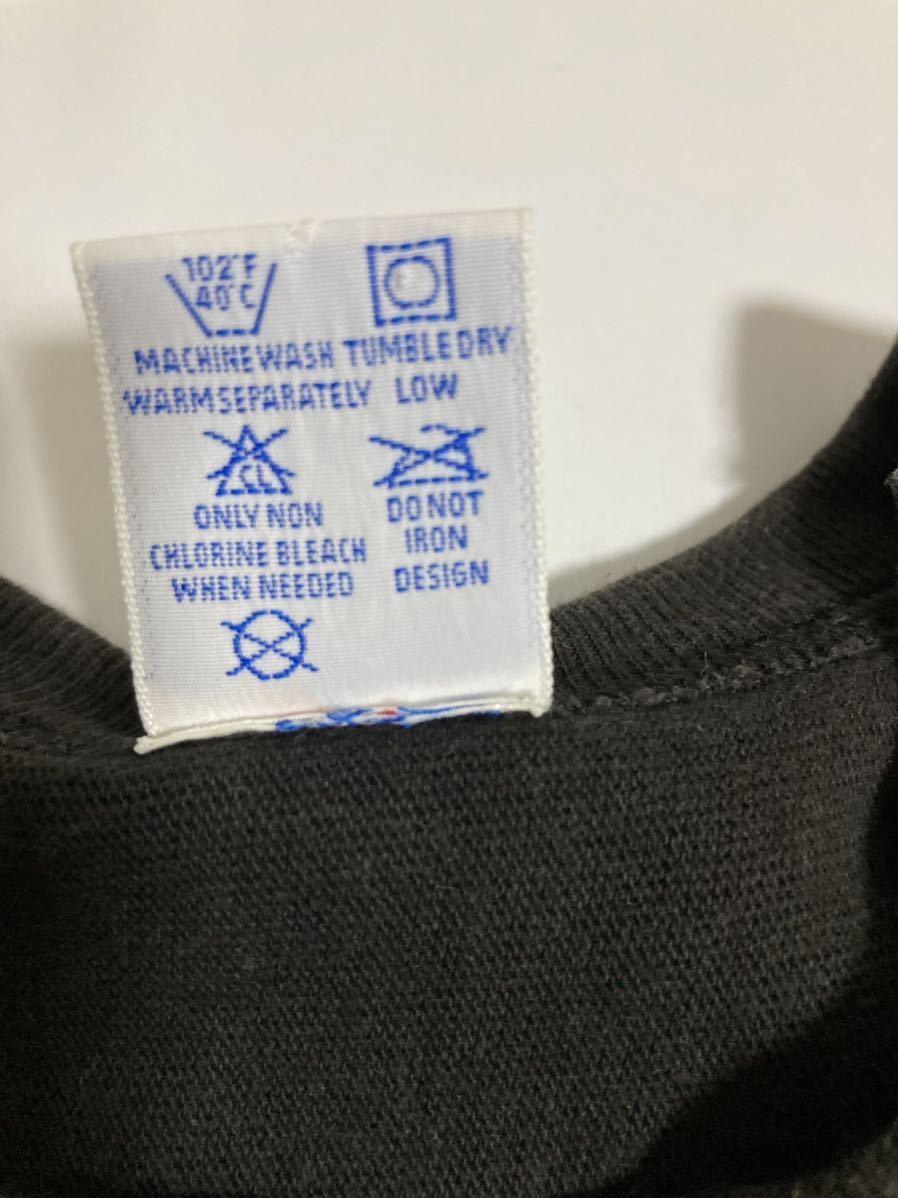 102°F
40°C
MACHINE WASH
WARM SEPARATELY
TUMBLE DRY
LOW
CL
ONLY NON
CHLORINE BLEACH
WHEN NEEDED
DO NOT
IRON
DESIGN